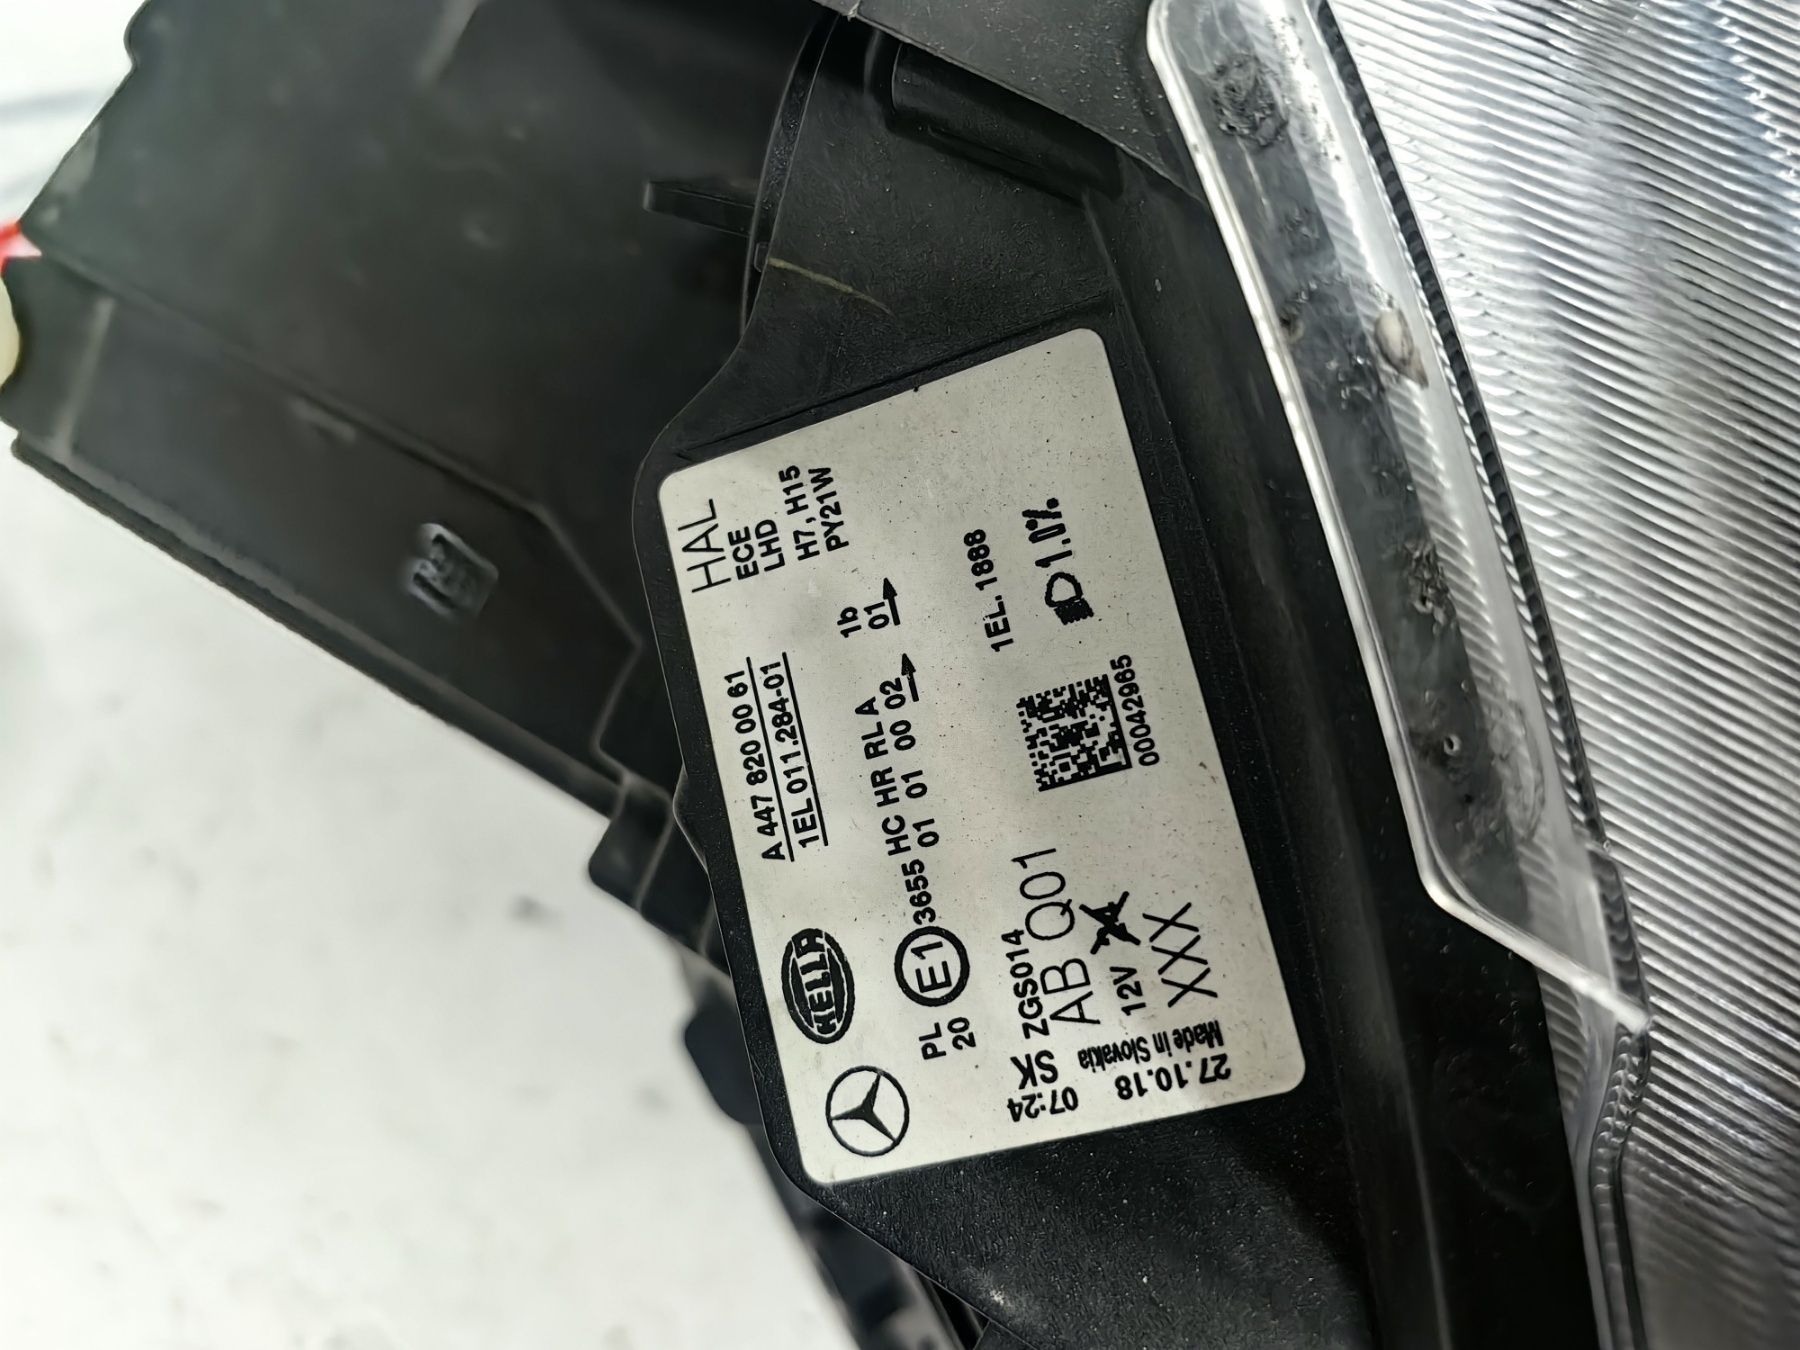 HELLA
A 447 820 00 61
1EL 011.284-01
HAL
ECE
LHD
H7, H15
PY21W
PL
20
E1
3655 HC HR RL A
01 01 00 02
1b
01
07:24
SK
ZGS014
AB Q01
1EL.1888
1.0%
Made in Slovakia
27.10.18
12V
XXX
00042965